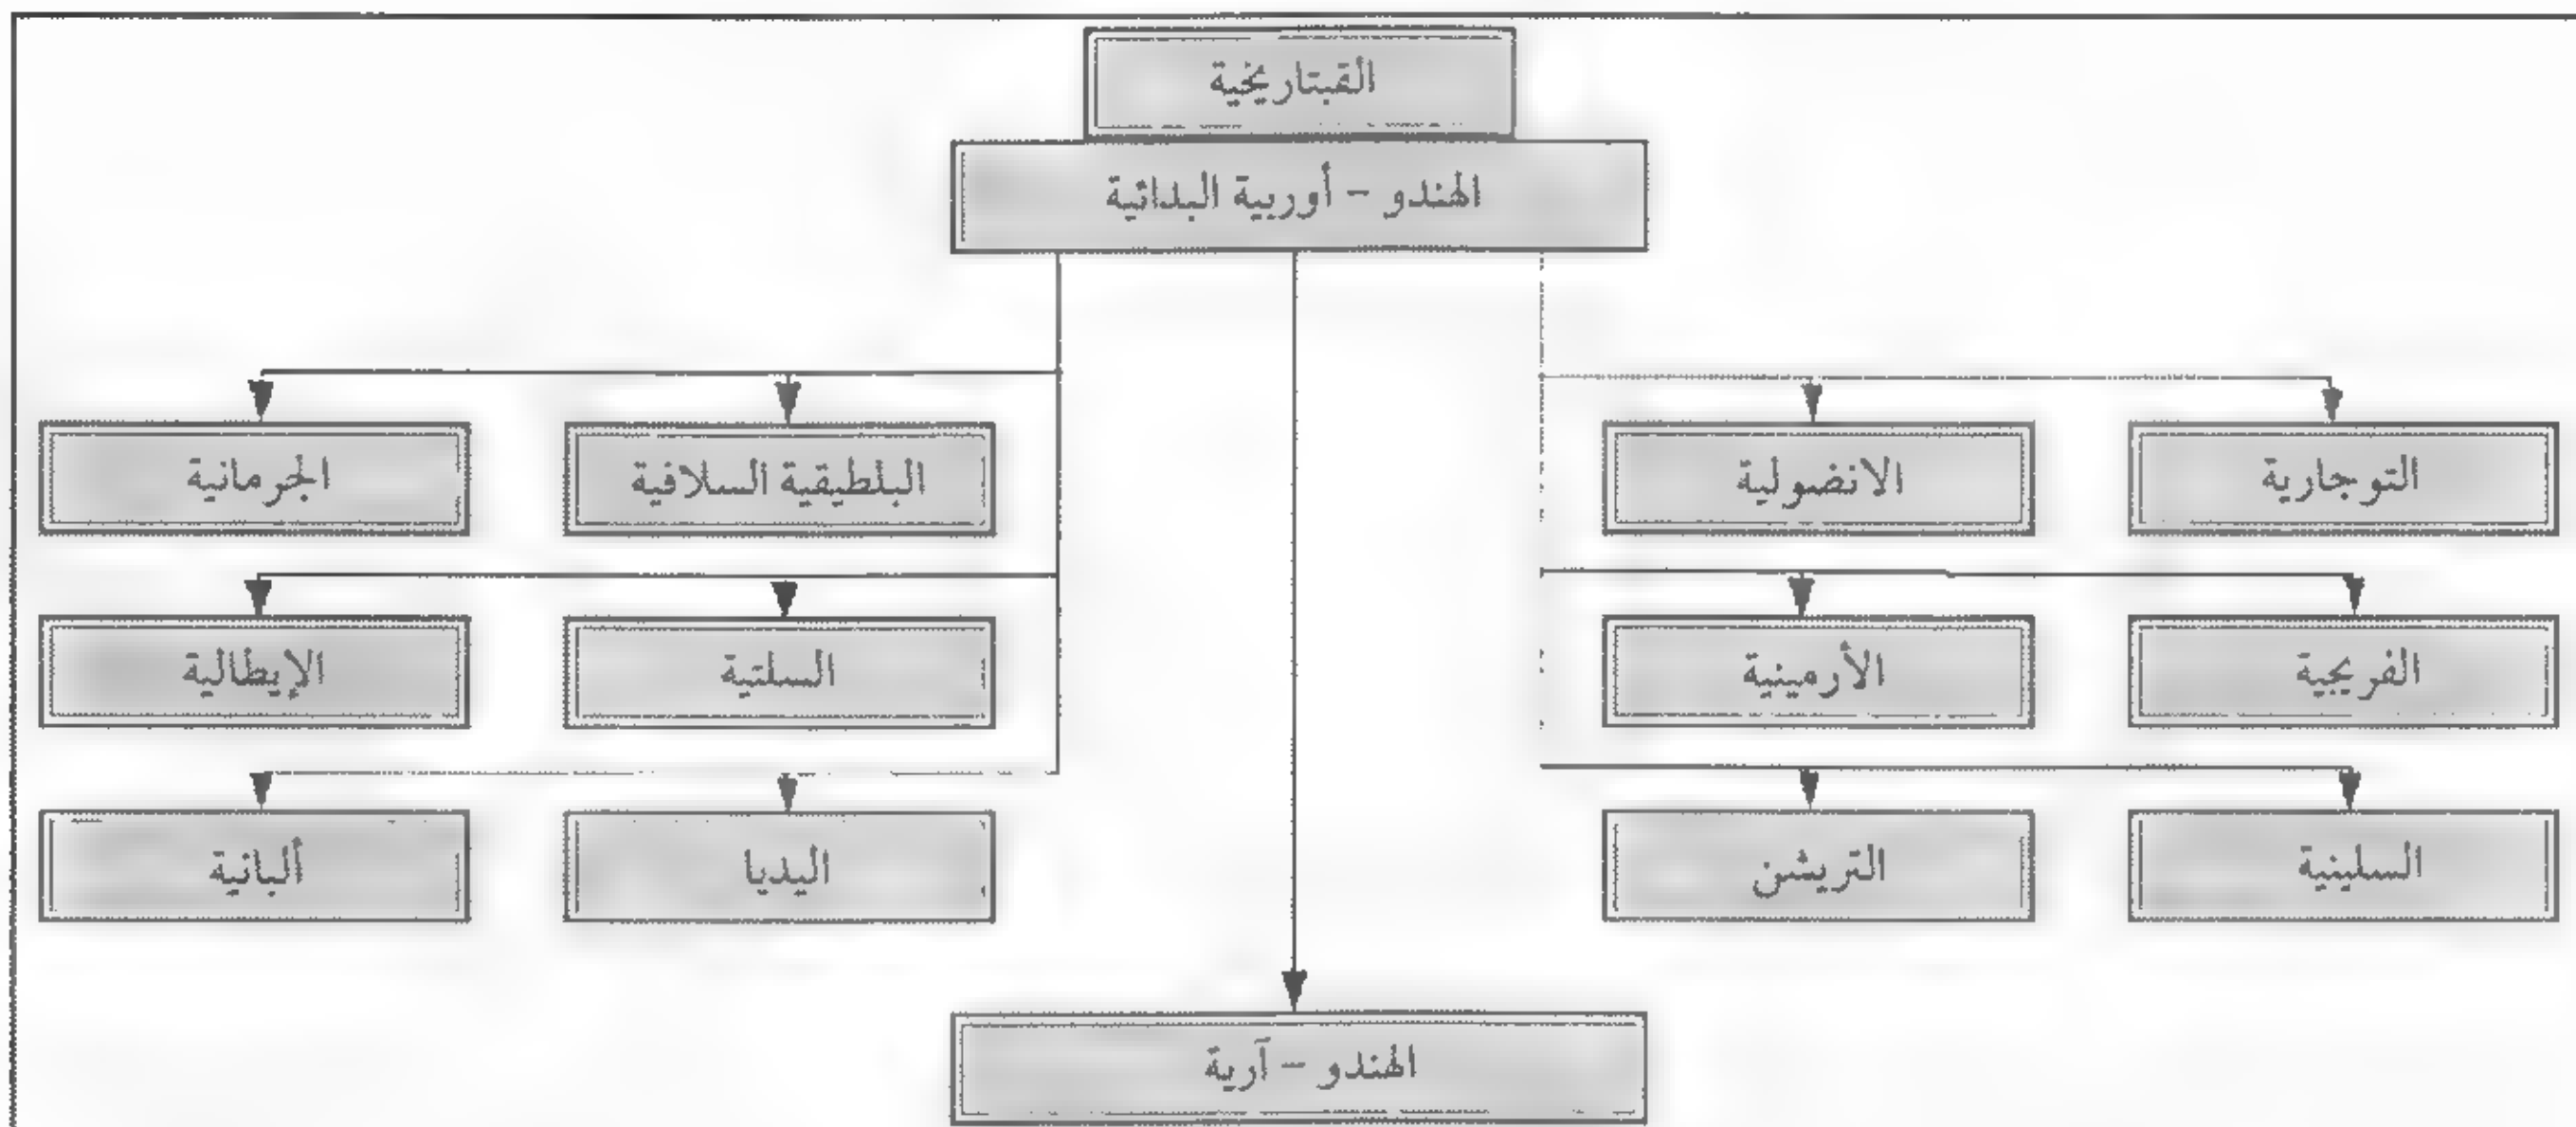 القبتاريخية
الهندو - أوربية البدائية
التوجارية
الانضولية
البلطيقية السلافية
الجرمانية
الفريجية
الأرمينية
السلتية
الإيطالية
السلينية
التريشن
اليديا
ألبانية
الهندو - آرية